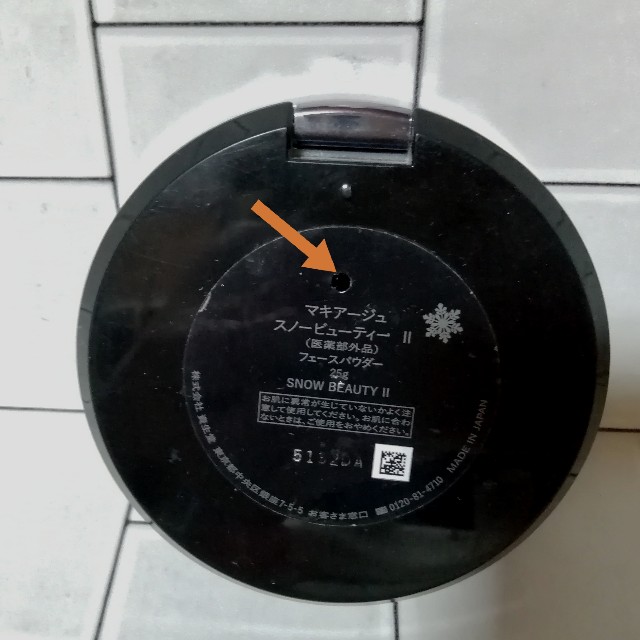 マキアージュ
スノービューティー II
(医薬部外品)
フェースパウダー
25g
SNOW BEAUTY II
お肌に異常が生じていないかよく注
意して使用してください。お肌に合わ
ないときは、ご使用をおやめください。
5192DA
株式会社 資生堂 東京都中央区銀座7-5-5 お客さま窓口 ☎0120-81-4710 MADE IN JAPAN